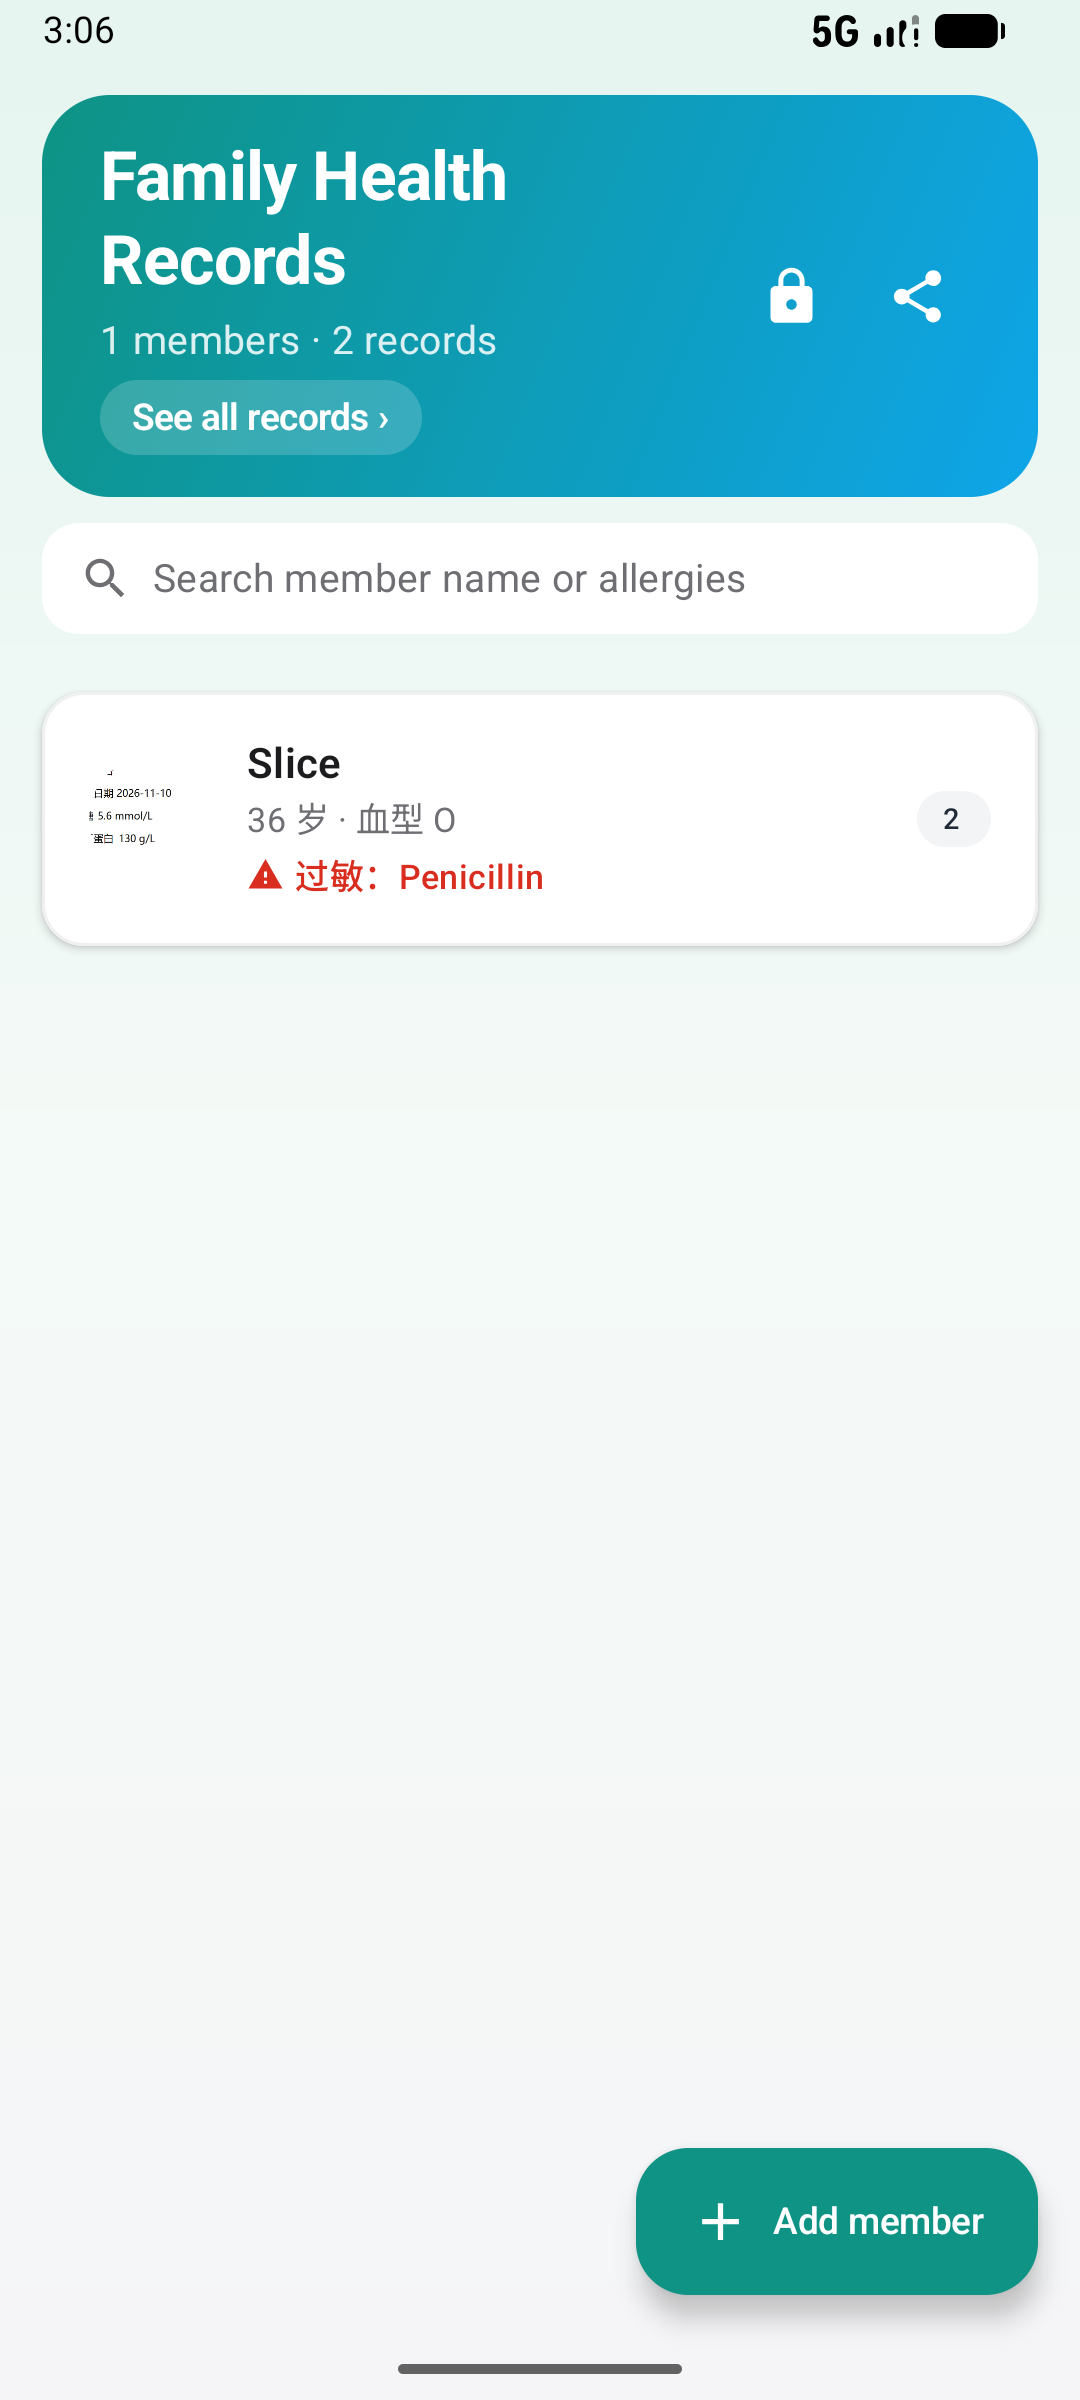 3:06
5G
Family Health
Records
1 members · 2 records
See all records ›
Search member name or allergies
Slice
36 岁 · 血型 O
过敏：Penicillin
日期 2026-11-10
5.6 mmol/L
蛋白 130 g/L
2
Add member